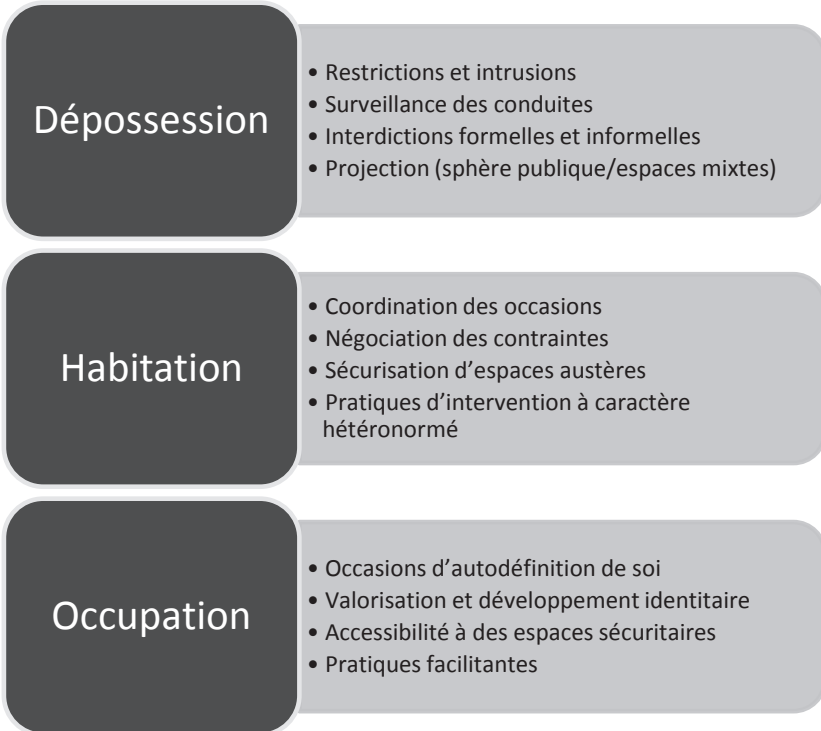 Dépossession
• Restrictions et intrusions
• Surveillance des conduites
• Interdictions formelles et informelles
• Projection (sphère publique/espaces mixtes)
Habitation
• Coordination des occasions
• Négociation des contraintes
• Sécurisation d’espaces austères
• Pratiques d’intervention à caractère
hétéronormé
Occupation
• Occasions d’autodéfinition de soi
• Valorisation et développement identitaire
• Accessibilité à des espaces sécuritaires
• Pratiques facilitantes